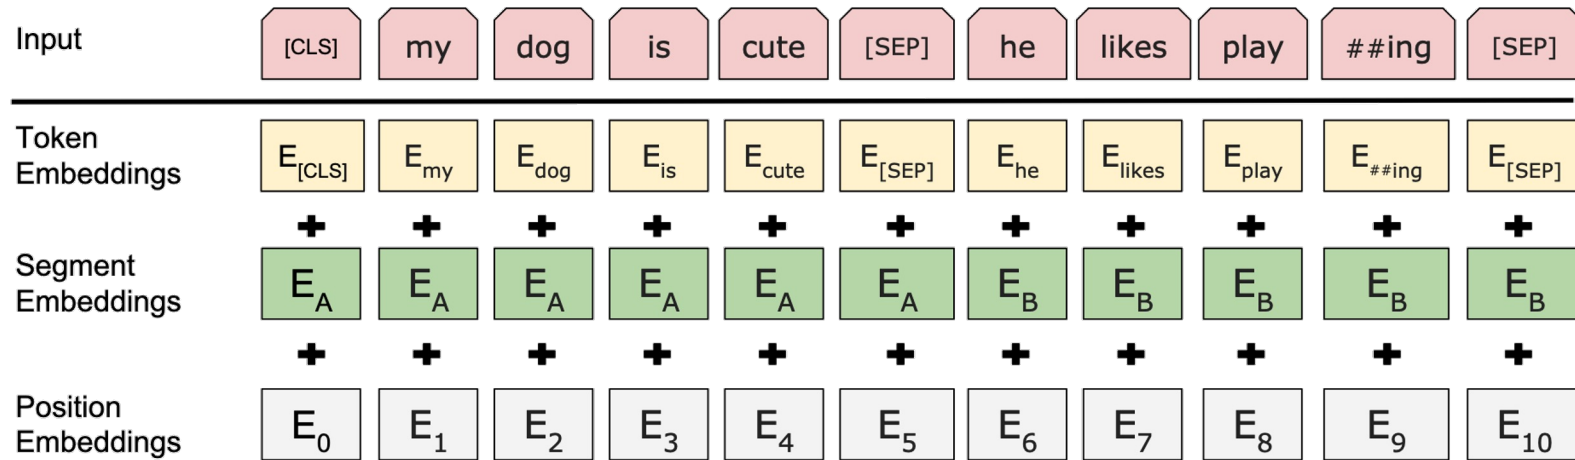 Input [CLS] my dog is cute [SEP] he likes play ##ing [SEP]
Token
Embeddings E[CLS] Emy Edog Eis Ecute E[SEP] Ehe Elikes Eplay E##ing E[SEP]
+ + + + + + + + + + +
Segment
Embeddings EA EA EA EA EA EA EB EB EB EB EB
+ + + + + + + + + + +
Position
Embeddings E0 E1 E2 E3 E4 E5 E6 E7 E8 E9 E10